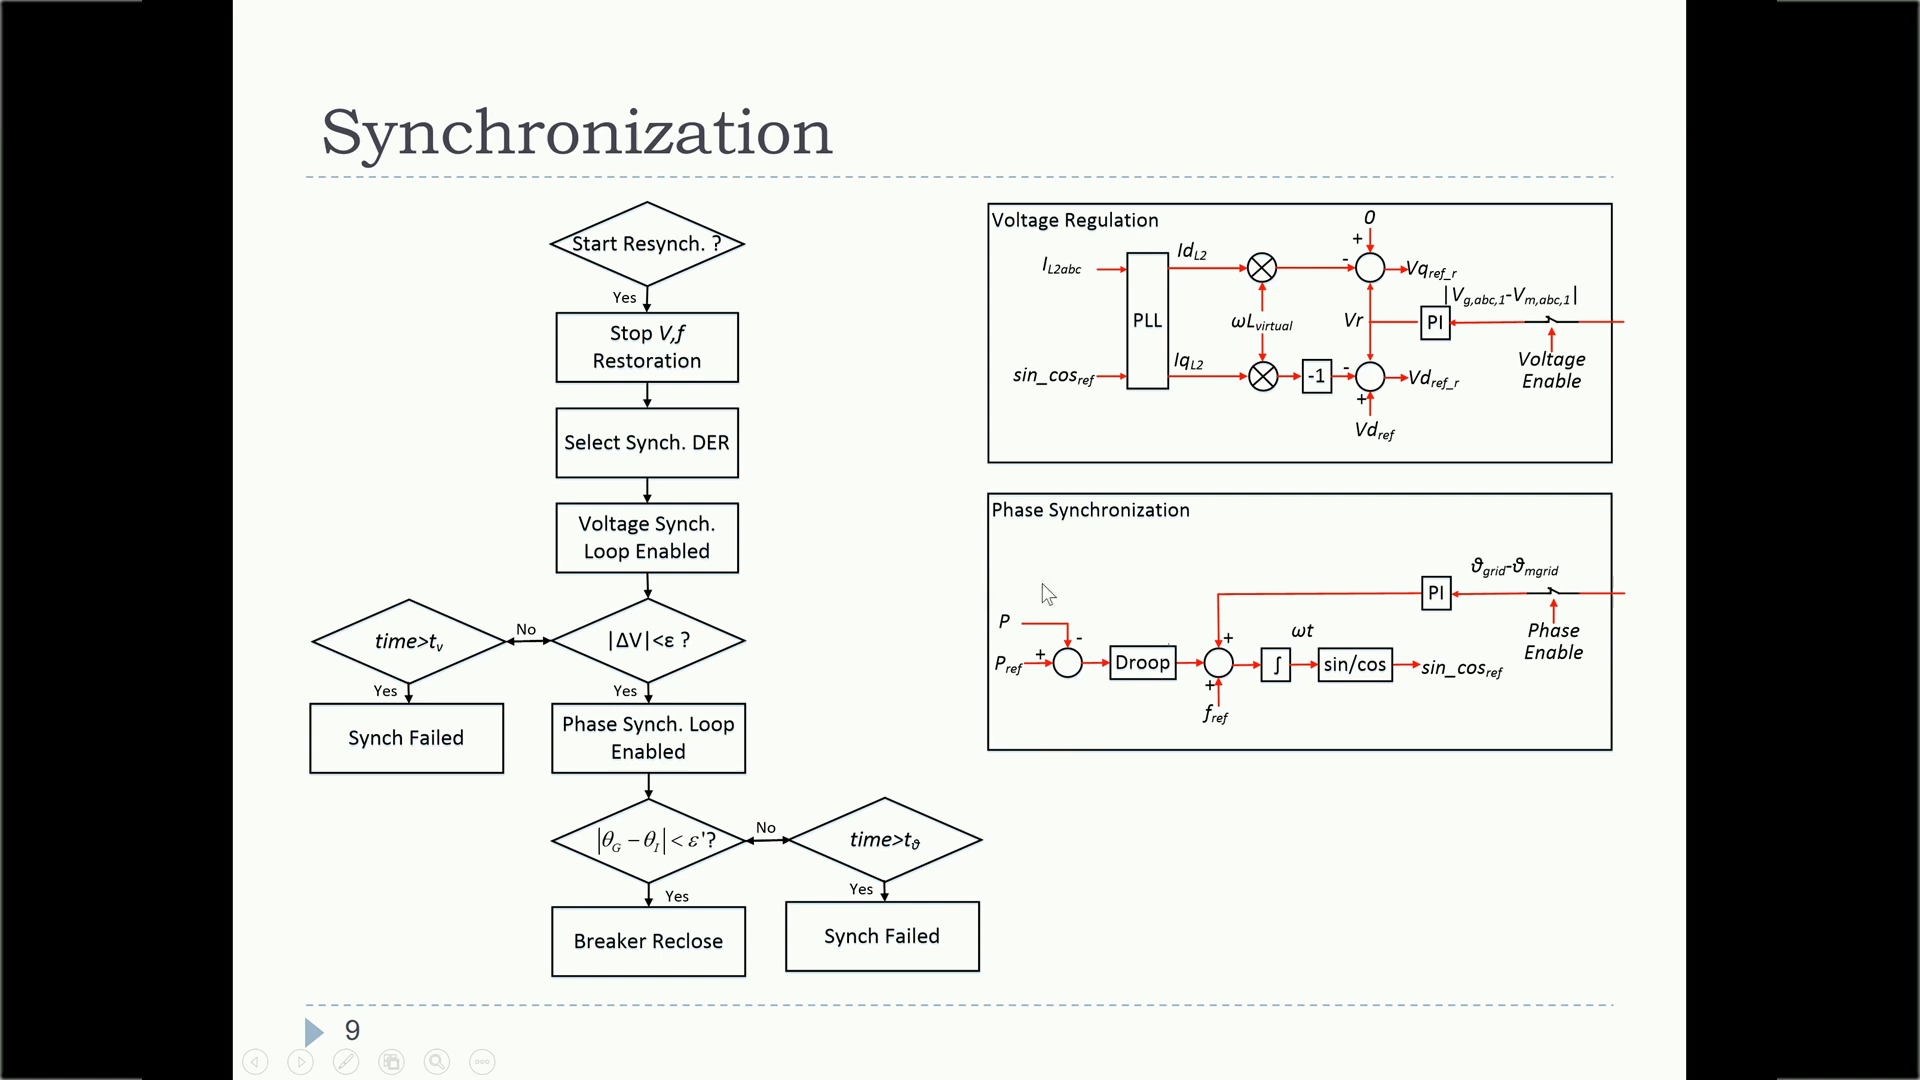 Synchronization
Start Resynch. ?
Yes
Stop V,f
Restoration
Select Synch. DER
Voltage Synch.
Loop Enabled
|ΔV|<ε ?
No
time>tv
Yes
Synch Failed
Yes
Phase Synch. Loop
Enabled
|θG − θI| < ε'?
No
time>tϑ
Yes
Synch Failed
Yes
Breaker Reclose
Voltage Regulation
0
+
IL2abc
IdL2
-
Vqref_r
|Vg,abc,1-Vm,abc,1|
PLL
ωLvirtual
Vr
PI
Voltage
Enable
sin_cosref
IqL2
-1
-
Vdref_r
+
Vdref
Phase Synchronization
ϑgrid-ϑmgrid
PI
Phase
Enable
P
-
+
ωt
Pref
+
Droop
∫
sin/cos
sin_cosref
+
fref
9